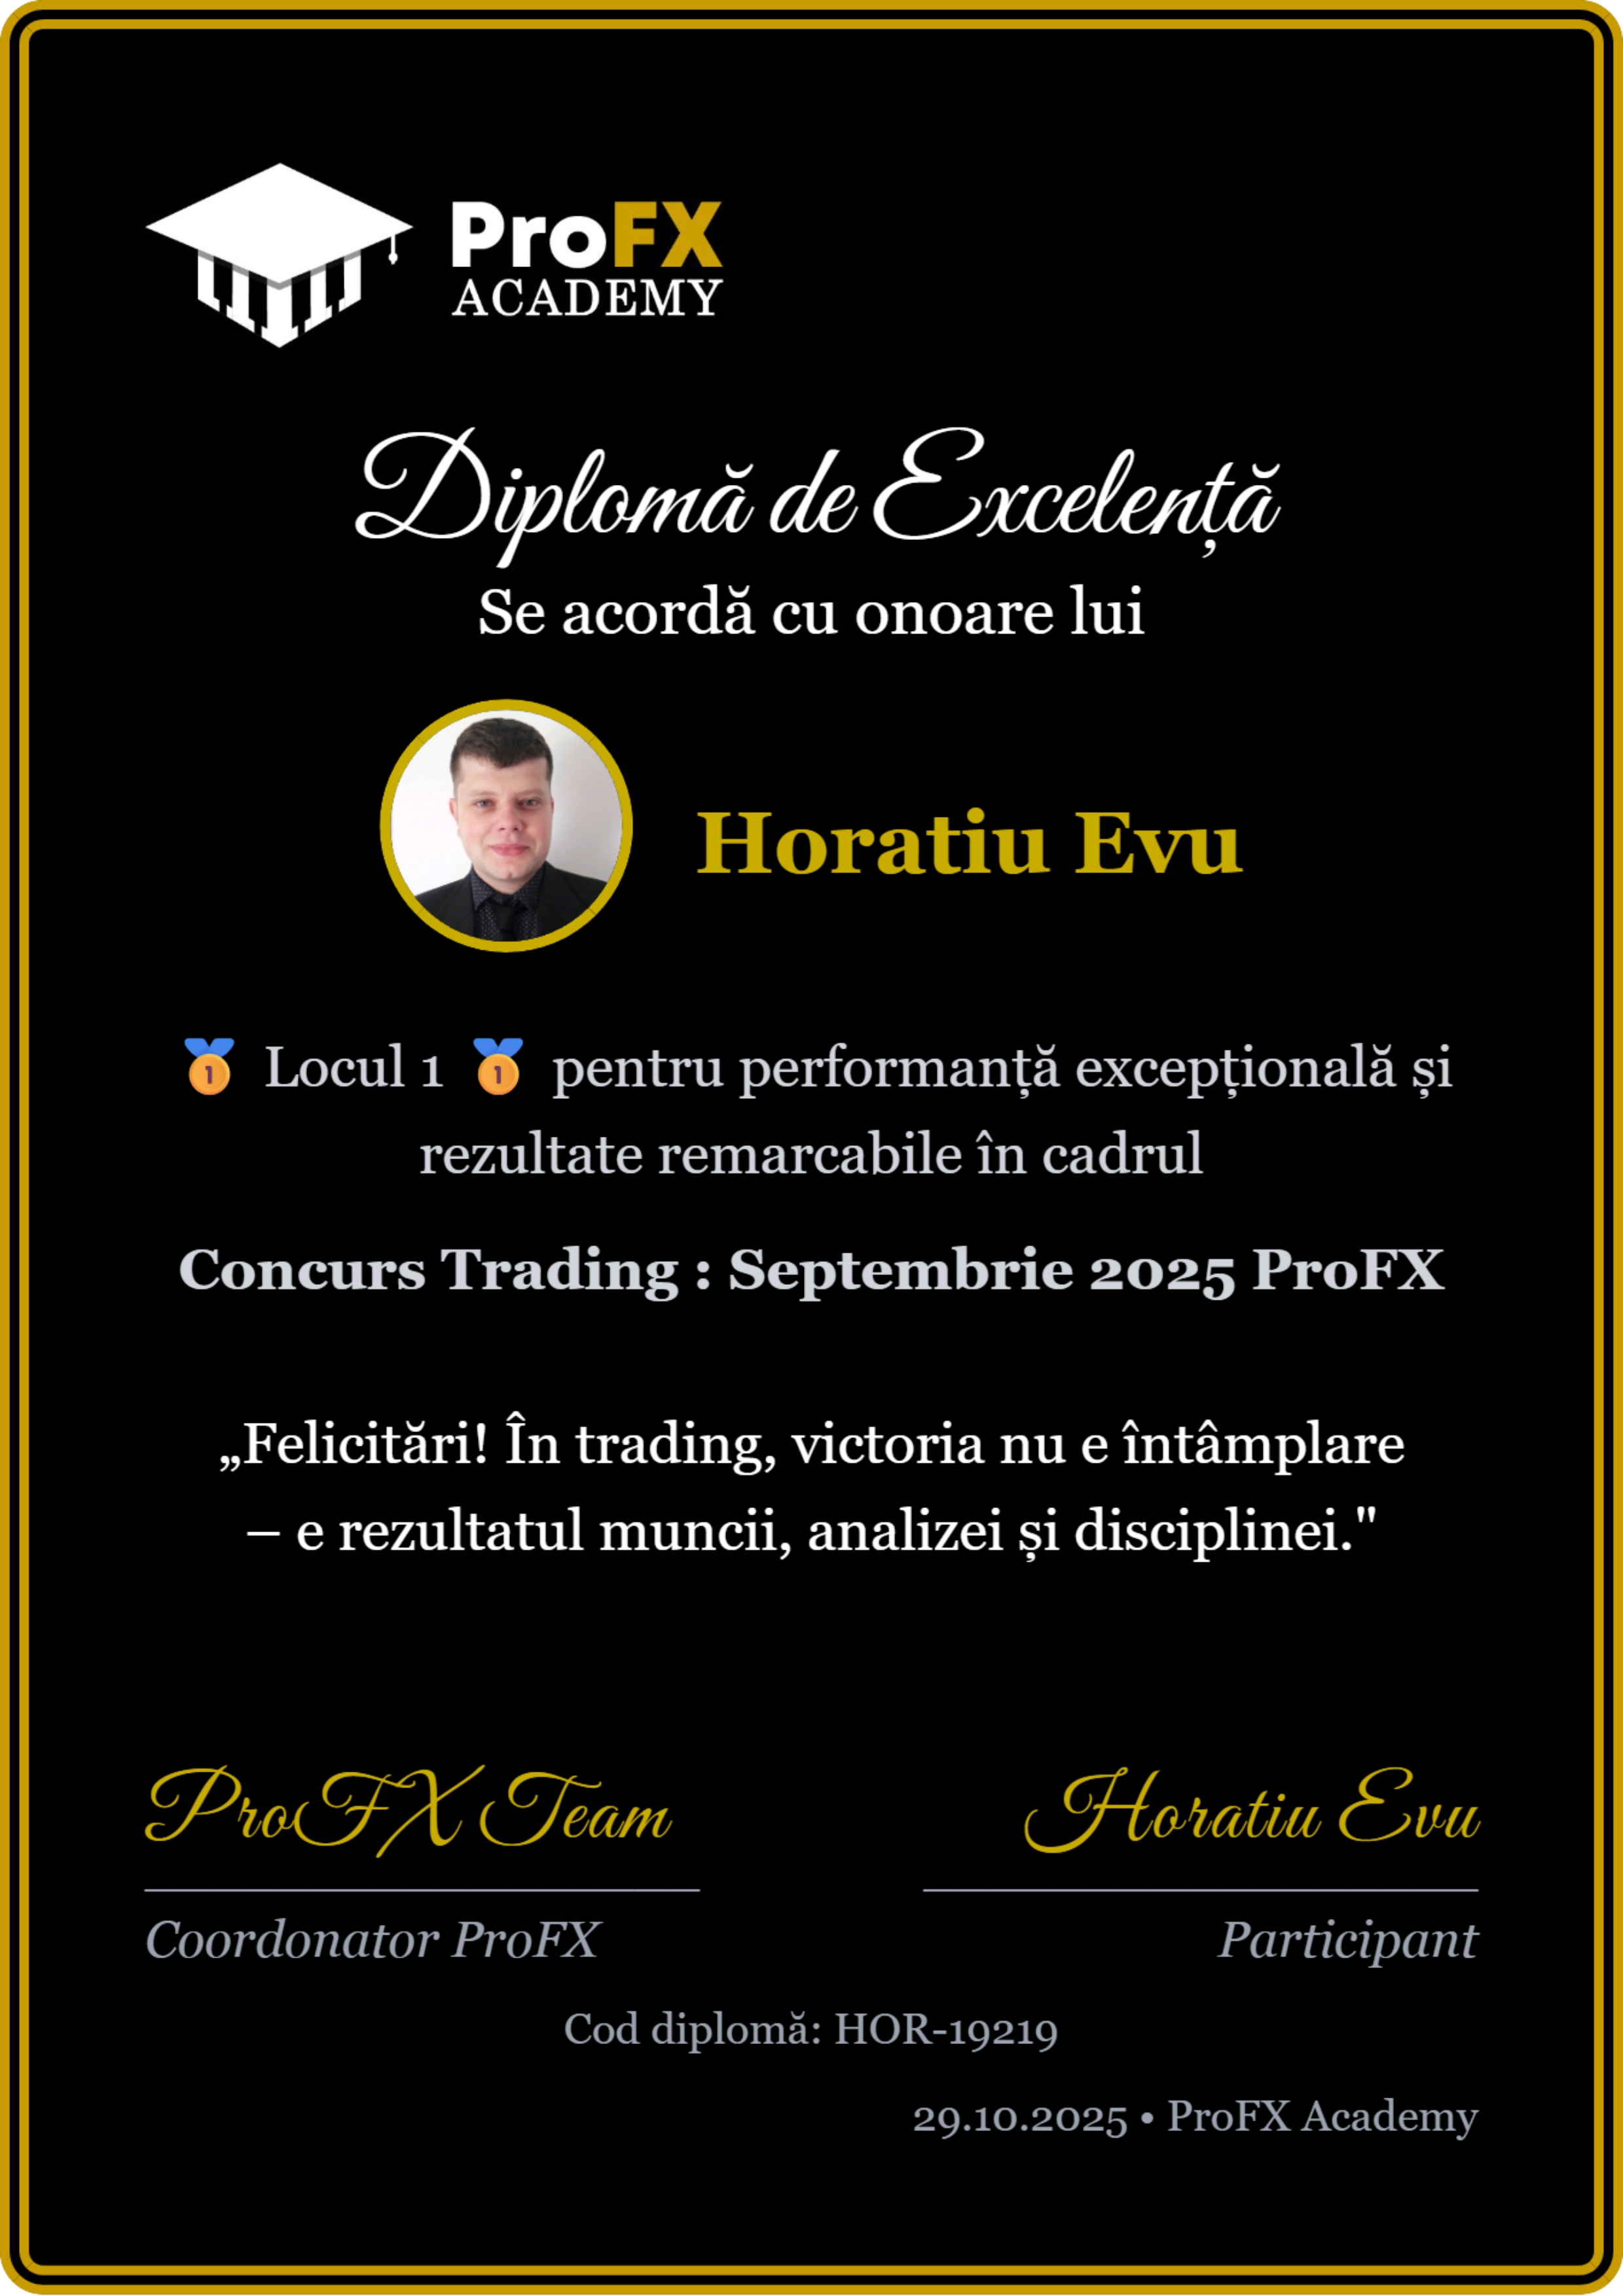 ProFX
ACADEMY
Diplomă de Excelență
Se acordă cu onoare lui
Horatiu Evu
🥇 Locul 1 🥇 pentru performanță excepțională și
rezultate remarcabile în cadrul
Concurs Trading : Septembrie 2025 ProFX
„Felicitări! În trading, victoria nu e întâmplare
– e rezultatul muncii, analizei și disciplinei."
ProFX Team
Horatiu Evu
Coordonator ProFX
Participant
Cod diplomă: HOR-19219
29.10.2025 • ProFX Academy